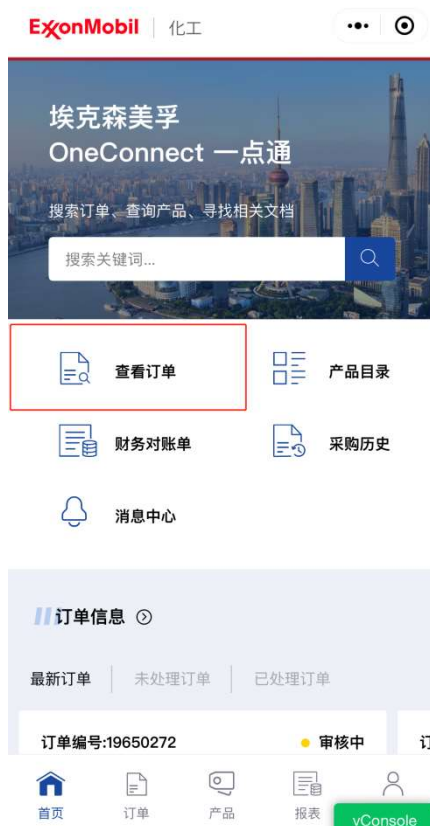 ExxonMobil 化工
埃克森美孚
OneConnect 一点通
搜索订单、查询产品、寻找相关文档
搜索关键词...
查看订单 产品目录
财务对账单 采购历史
消息中心
订单信息
最新订单 未处理订单 已处理订单
订单编号:19650272 审核中
首页 订单 产品 报表
vConsole